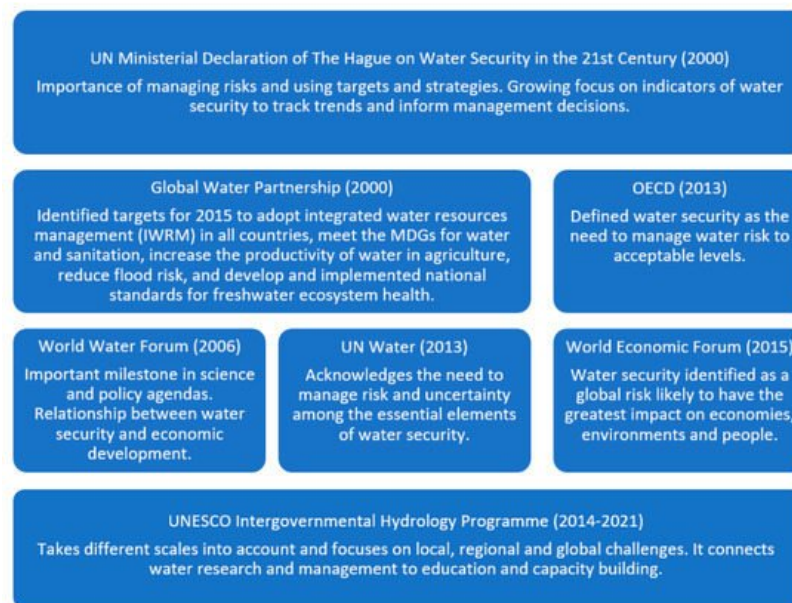 UN Ministerial Declaration of The Hague on Water Security in the 21st Century (2000)
Importance of managing risks and using targets and strategies. Growing focus on indicators of water
security to track trends and inform management decisions.
Global Water Partnership (2000)
Identified targets for 2015 to adopt integrated water resources
management (IWRM) in all countries, meet the MDGs for water
and sanitation, increase the productivity of water in agriculture,
reduce flood risk, and develop and implemented national
standards for freshwater ecosystem health.
OECD (2013)
Defined water security as the
need to manage water risk to
acceptable levels.
World Water Forum (2006)
Important milestone in science
and policy agendas.
Relationship between water
security and economic
development.
UN Water (2013)
Acknowledges the need to
manage risk and uncertainty
among the essential elements
of water security.
World Economic Forum (2015)
Water security identified as a
global risk likely to have the
greatest impact on economies,
environments and people.
UNESCO Intergovernmental Hydrology Programme (2014-2021)
Takes different scales into account and focuses on local, regional and global challenges. It connects
water research and management to education and capacity building.